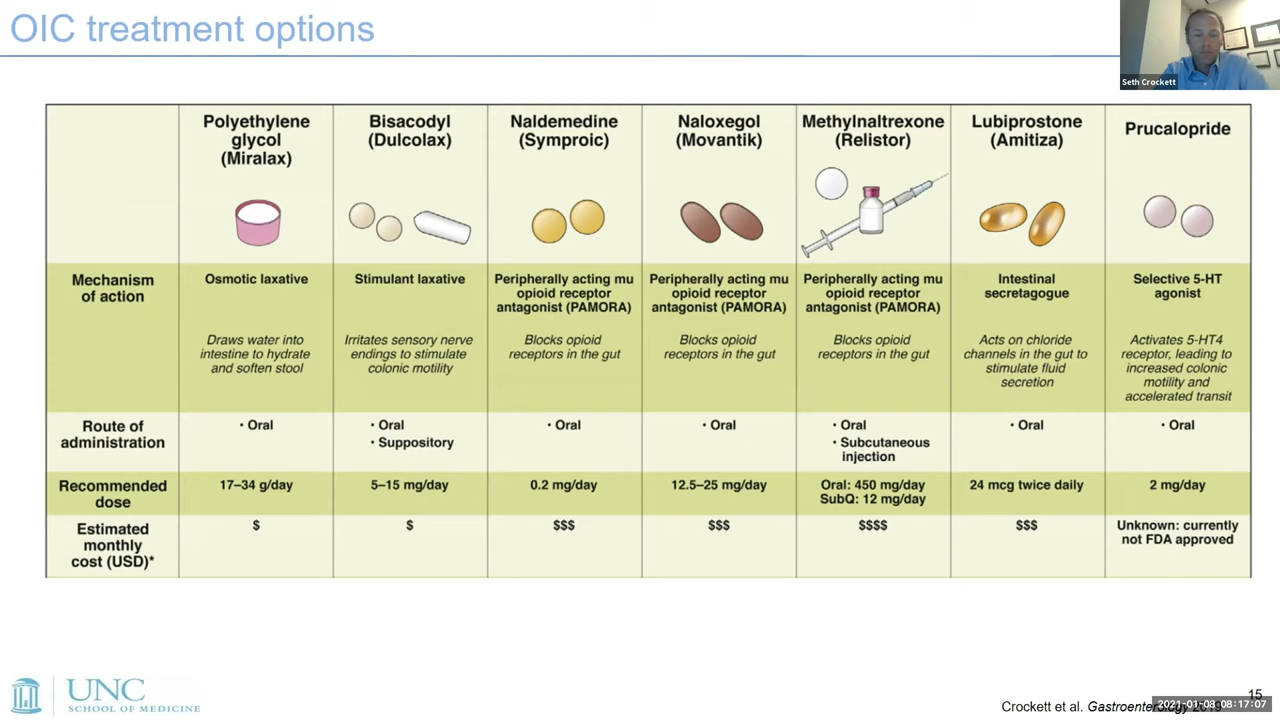 OIC treatment options
Seth Crockett
Polyethylene
glycol
(Miralax)
Bisacodyl
(Dulcolax)
Naldemedine
(Symproic)
Naloxegol
(Movantik)
Methylnaltrexone
(Relistor)
Lubiprostone
(Amitiza)
Prucalopride
Mechanism
of action
Osmotic laxative
Draws water into
intestine to hydrate
and soften stool
Stimulant laxative
Irritates sensory nerve
endings to stimulate
colonic motility
Peripherally acting mu
opioid receptor
antagonist (PAMORA)
Blocks opioid
receptors in the gut
Peripherally acting mu
opioid receptor
antagonist (PAMORA)
Blocks opioid
receptors in the gut
Peripherally acting mu
opioid receptor
antagonist (PAMORA)
Blocks opioid
receptors in the gut
Intestinal
secretagogue
Acts on chloride
channels in the gut to
stimulate fluid
secretion
Selective 5-HT
agonist
Activates 5-HT4
receptor, leading to
increased colonic
motility and
accelerated transit
Route of
administration
• Oral
• Oral
• Suppository
• Oral
• Oral
• Oral
• Subcutaneous
injection
• Oral
• Oral
Recommended
dose
17–34 g/day
5–15 mg/day
0.2 mg/day
12.5–25 mg/day
Oral: 450 mg/day
SubQ: 12 mg/day
24 mcg twice daily
2 mg/day
Estimated
monthly
cost (USD)*
$
$
$$$
$$$
$$$$
$$$
Unknown: currently
not FDA approved
UNC
SCHOOL OF MEDICINE
15
Crockett et al. Gastroenterology
2021-01-08 08:17:07